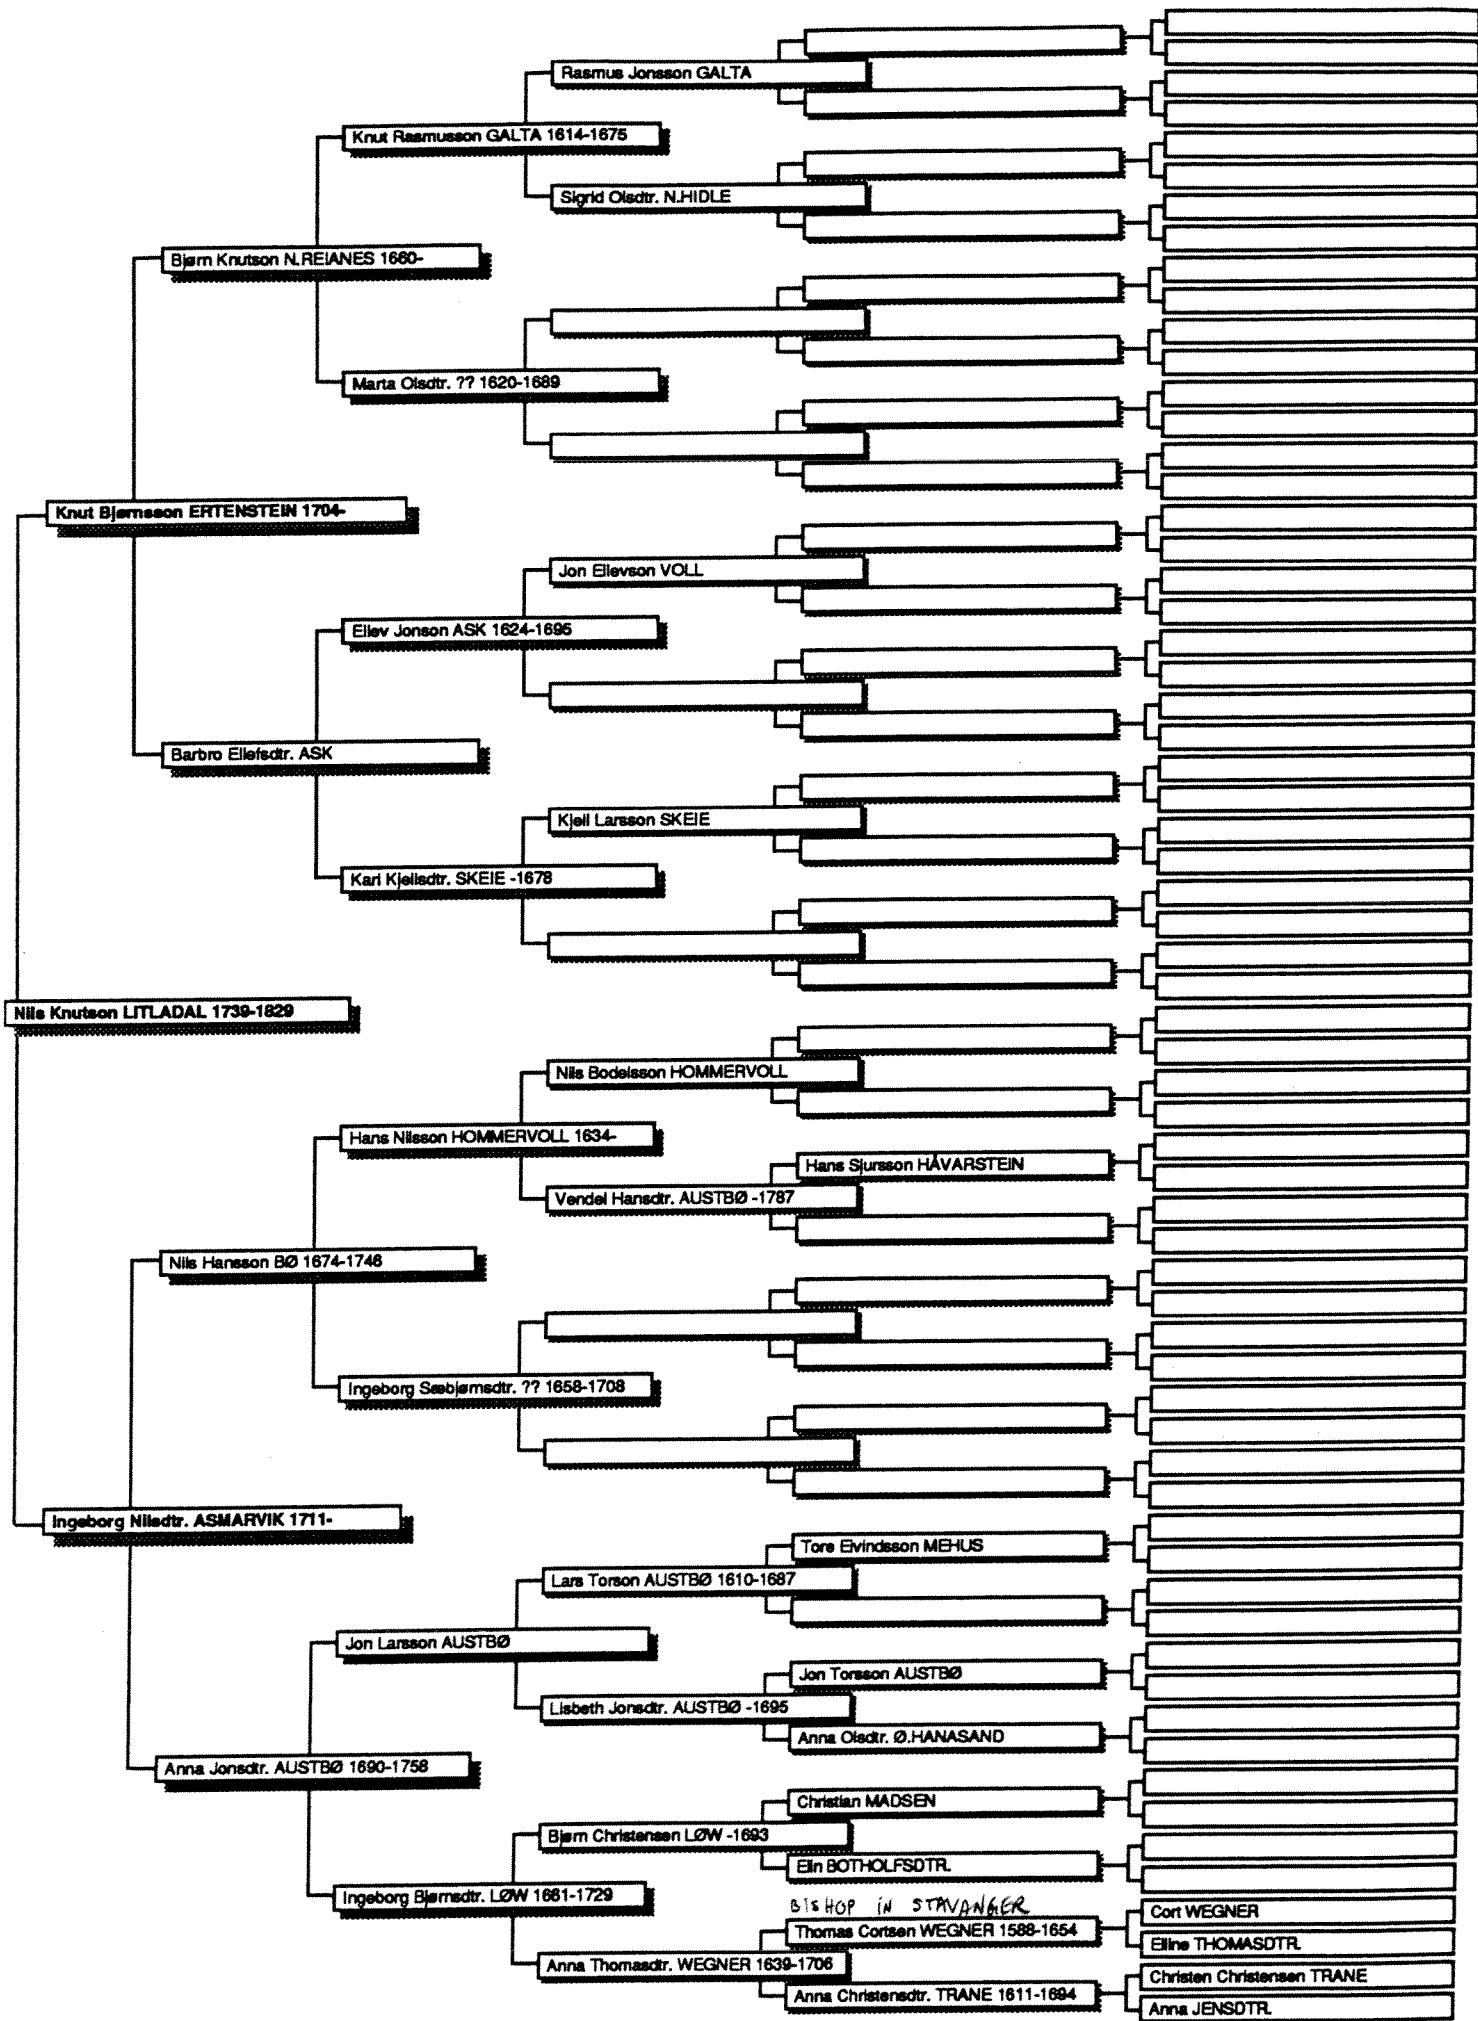 Rasmus Jonsson GALTA
Knut Rasmusson GALTA 1614-1675
Sigrid Olsdtr. N.HIDLE
Bjørn Knutson N.REIANES 1660-
Marta Olsdtr. ?? 1620-1689
Knut Bjørnsson ERTENSTEIN 1704-
Jon Ellevson VOLL
Ellev Jonson ASK 1624-1695
Barbro Ellefsdtr. ASK
Kjell Larsson SKEIE
Kari Kjellsdtr. SKEIE -1678
Nils Knutson LITLADAL 1739-1829
Nils Bodelsson HOMMERVOLL
Hans Nilsson HOMMERVOLL 1634-
Hans Sjursson HÅVARSTEIN
Vendel Hansdtr. AUSTBØ -1787
Nils Hansson BØ 1674-1746
Ingeborg Sæbjørnsdtr. ?? 1658-1708
Ingeborg Nilsdtr. ASMARVIK 1711-
Tore Eivindsson MEHUS
Lars Torson AUSTBØ 1610-1687
Jon Larsson AUSTBØ
Jon Torsson AUSTBØ
Lisbeth Jonsdtr. AUSTBØ -1695
Anna Olsdtr. Ø.HANASAND
Anna Jonsdtr. AUSTBØ 1690-1758
Christian MADSEN
Bjørn Christensen LØW -1693
Elin BOTHOLFSDTR.
Ingeborg Bjørnsdtr. LØW 1661-1729
BISHOP IN STAVANGER
Cort WEGNER
Thomas Cortsen WEGNER 1588-1654
Elline THOMASDTR.
Anna Thomasdtr. WEGNER 1639-1706
Christen Christensen TRANE
Anna Christensdtr. TRANE 1611-1694
Anna JENSDTR.